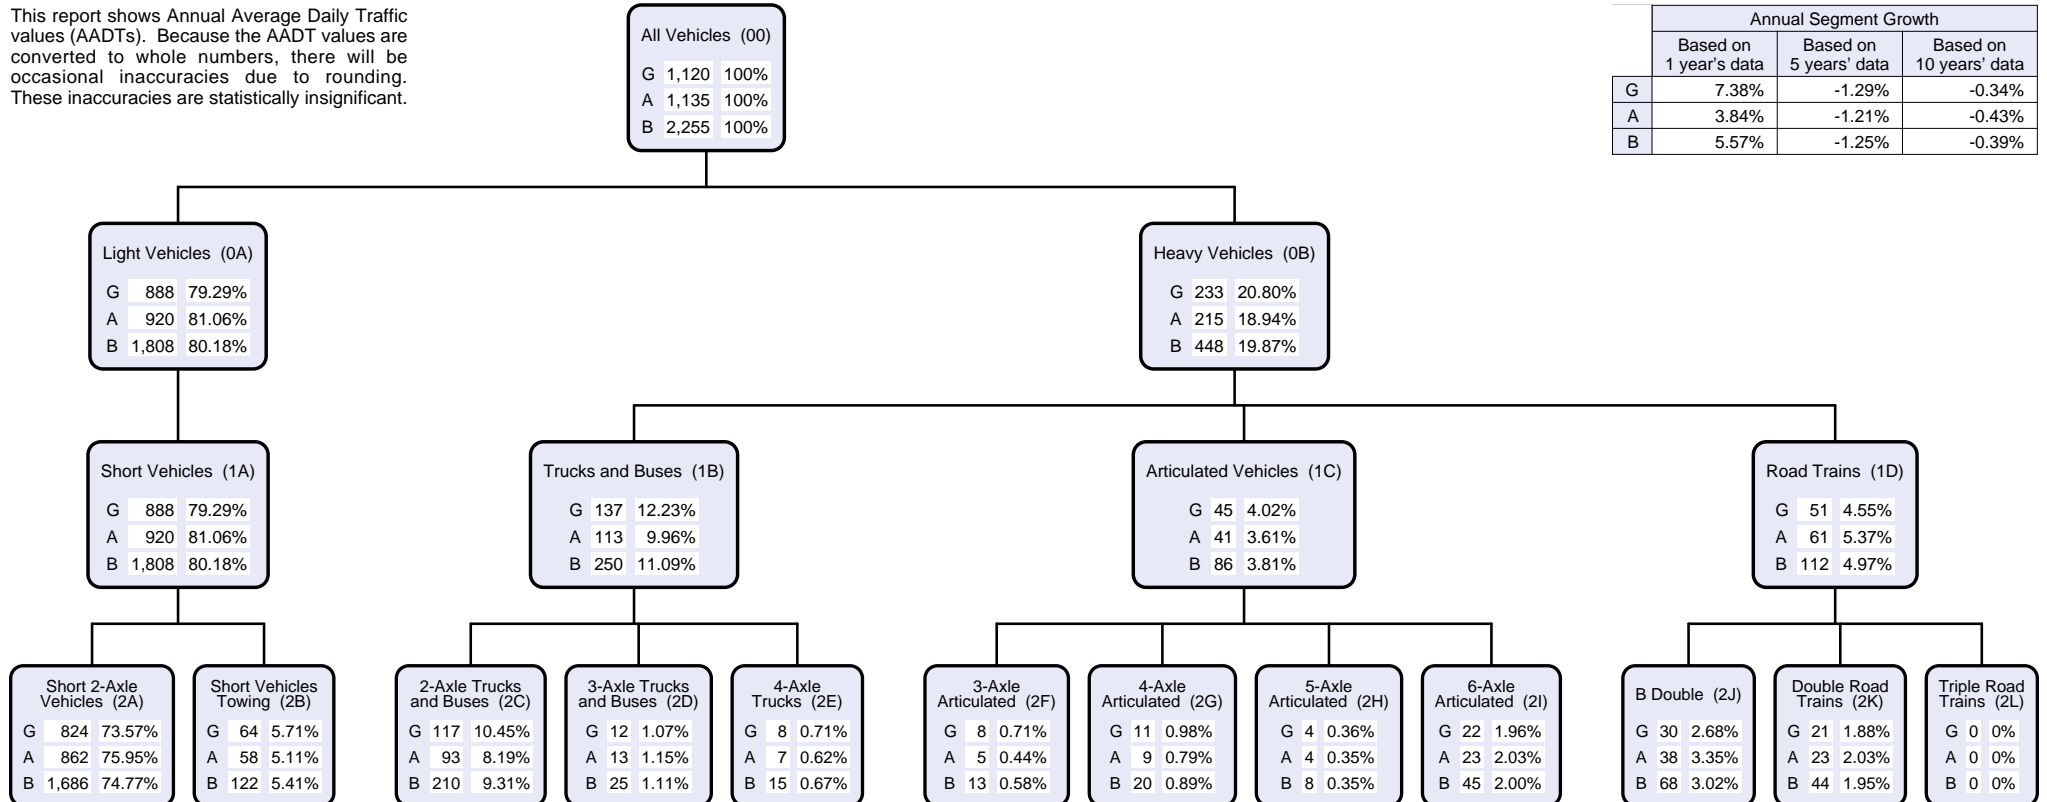 This report shows Annual Average Daily Traffic
values (AADTs). Because the AADT values are
converted to whole numbers, there will be
occasional inaccuracies due to rounding.
These inaccuracies are statistically insignificant.
All Vehicles (00)
G 1,120 100%
A 1,135 100%
B 2,255 100%
Annual Segment Growth
Based on 1 year's data Based on 5 years' data Based on 10 years' data
G 7.38% -1.29% -0.34%
A 3.84% -1.21% -0.43%
B 5.57% -1.25% -0.39%
Light Vehicles (0A)
G 888 79.29%
A 920 81.06%
B 1,808 80.18%
Heavy Vehicles (0B)
G 233 20.80%
A 215 18.94%
B 448 19.87%
Short Vehicles (1A)
G 888 79.29%
A 920 81.06%
B 1,808 80.18%
Trucks and Buses (1B)
G 137 12.23%
A 113 9.96%
B 250 11.09%
Articulated Vehicles (1C)
G 45 4.02%
A 41 3.61%
B 86 3.81%
Road Trains (1D)
G 51 4.55%
A 61 5.37%
B 112 4.97%
Short 2-Axle
Vehicles (2A)
G 824 73.57%
A 862 75.95%
B 1,686 74.77%
Short Vehicles
Towing (2B)
G 64 5.71%
A 58 5.11%
B 122 5.41%
2-Axle Trucks
and Buses (2C)
G 117 10.45%
A 93 8.19%
B 210 9.31%
3-Axle Trucks
and Buses (2D)
G 12 1.07%
A 13 1.15%
B 25 1.11%
4-Axle
Trucks (2E)
G 8 0.71%
A 7 0.62%
B 15 0.67%
3-Axle
Articulated (2F)
G 8 0.71%
A 5 0.44%
B 13 0.58%
4-Axle
Articulated (2G)
G 11 0.98%
A 9 0.79%
B 20 0.89%
5-Axle
Articulated (2H)
G 4 0.36%
A 4 0.35%
B 8 0.35%
6-Axle
Articulated (2I)
G 22 1.96%
A 23 2.03%
B 45 2.00%
B Double (2J)
G 30 2.68%
A 38 3.35%
B 68 3.02%
Double Road
Trains (2K)
G 21 1.88%
A 23 2.03%
B 44 1.95%
Triple Road
Trains (2L)
G 0 0%
A 0 0%
B 0 0%